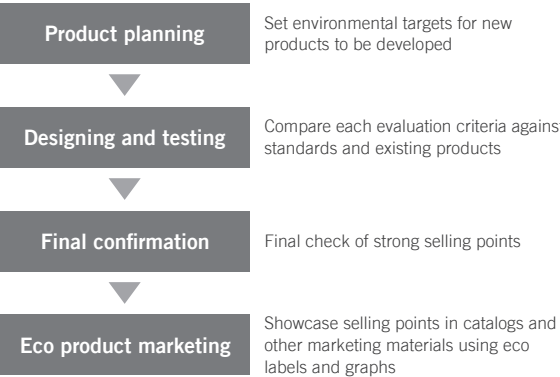 Product planning
Set environmental targets for new
products to be developed
Designing and testing
Compare each evaluation criteria
standards and existing products
Final confirmation
Final check of strong selling points
Eco product marketing
Showcase selling points in catalogs and
other marketing materials using eco
labels and graphs